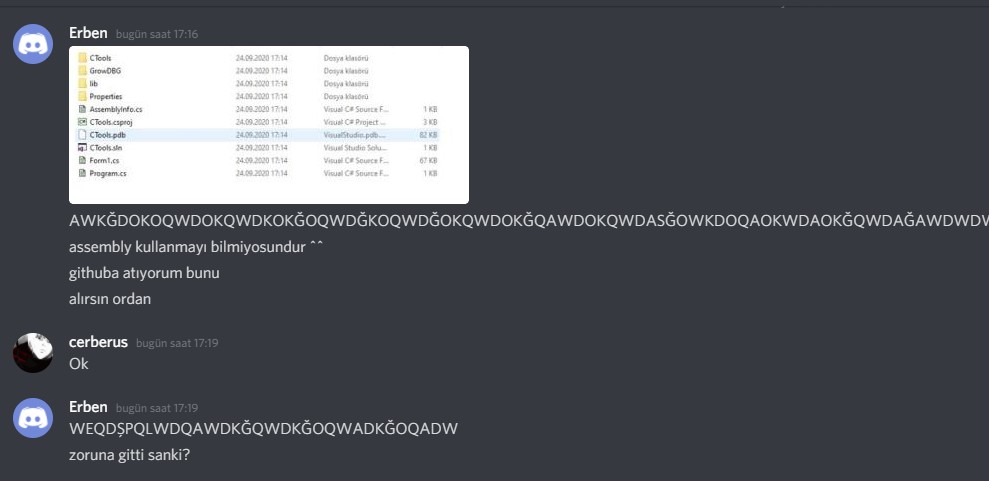 Erben bugün saat 17:16
CTools 24.09.2020 17:14 Dosya klasörü
GrowDBG 24.09.2020 17:14 Dosya klasörü
lib 24.09.2020 17:14 Dosya klasörü
Properties 24.09.2020 17:14 Dosya klasörü
AssemblyInfo.cs 24.09.2020 17:14 Visual C# Source F... 1 KB
CTools.csproj 24.09.2020 17:14 Visual C# Project ... 3 KB
CTools.pdb 24.09.2020 17:14 VisualStudio.pdb.... 82 KB
CTools.sln 24.09.2020 17:14 Visual Studio Solu... 1 KB
Form1.cs 24.09.2020 17:14 Visual C# Source F... 67 KB
Program.cs 24.09.2020 17:14 Visual C# Source F... 1 KB
AWKĞDOKOQWDOKQWDKOKĞOQWDĞKOQWDĞOKQWDOKĞQAWDOKQWDASĞOWKDOQAOKWDAOKĞQWDAĞAWDWDW
assembly kullanmayı bilmiyosundur ^^
githuba atıyorum bunu
alırsın ordan
cerberus bugün saat 17:19
Ok
Erben bugün saat 17:19
WEQDŞPQLWDQAWDKĞQWDKĞOQWADKĞOQADW
zoruna gitti sanki?